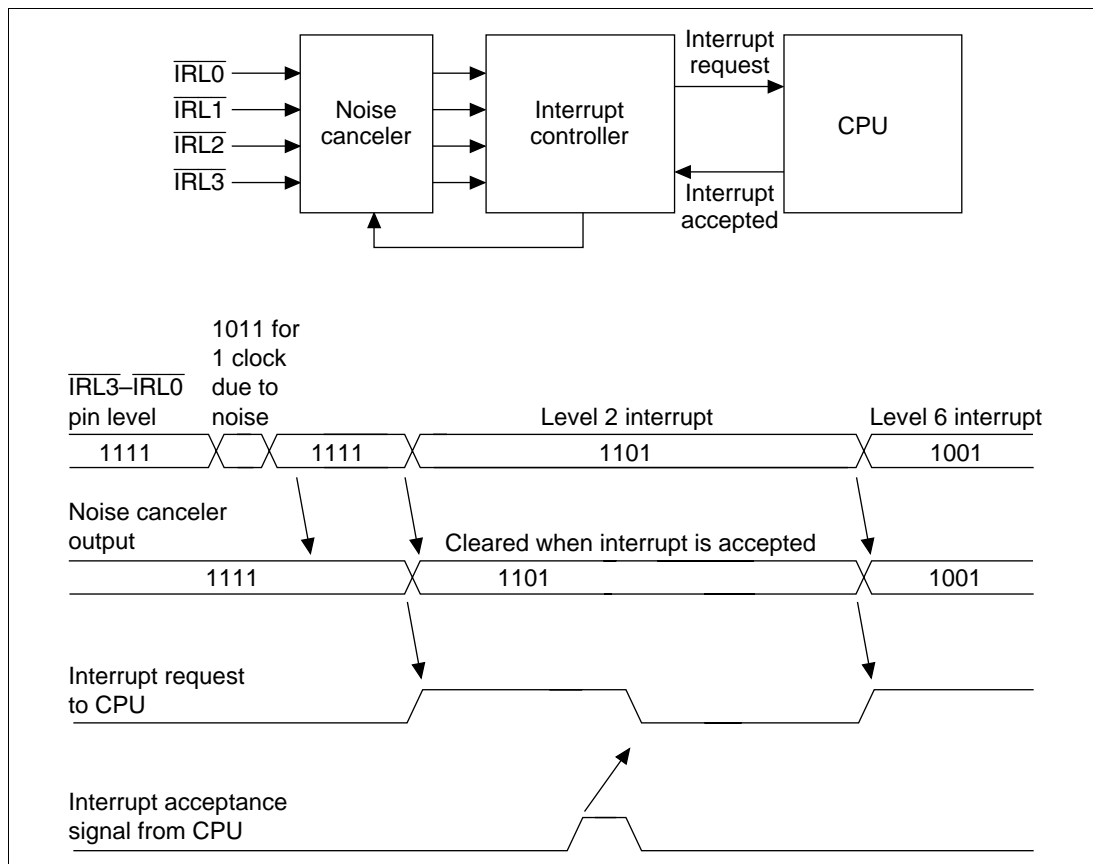 IRL0
IRL1
IRL2
IRL3
Noise
canceler
Interrupt
controller
Interrupt
request
Interrupt
accepted
CPU
1011 for
1 clock
due to
noise
IRL3–IRL0
pin level
Level 2 interrupt
Level 6 interrupt
1111
1111
1101
1001
Noise canceler
output
Cleared when interrupt is accepted
1111
1101
1001
Interrupt request
to CPU
Interrupt acceptance
signal from CPU